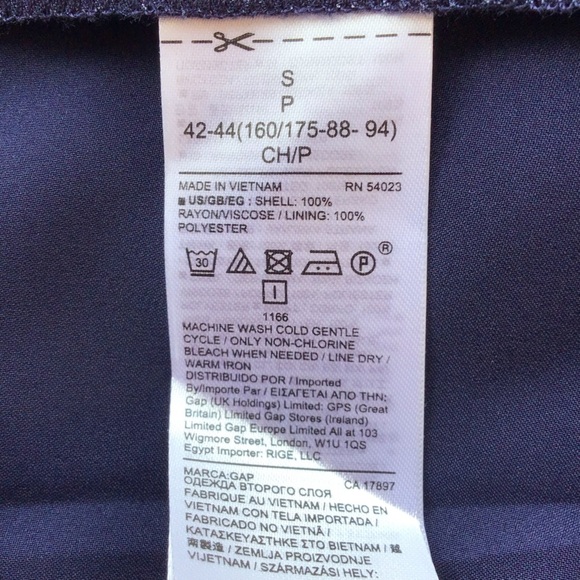 S
P
42-44(160/175-88- 94)
CH/P
MADE IN VIETNAM RN 54023
US/GB/EG : SHELL: 100%
RAYON/VISCOSE / LINING: 100%
POLYESTER
30 P ®
I
1166
MACHINE WASH COLD GENTLE
CYCLE / ONLY NON-CHLORINE
BLEACH WHEN NEEDED / LINE DRY /
WARM IRON
DISTRIBUIDO POR / Imported
By/Importe Par / ΕΙΣΑΓΕΤΑΙ ΑΠΟ ΤΗΝ:
Gap (UK Holdings) Limited: GPS (Great
Britain) Limited Gap Stores (Ireland)
Limited Gap Europe Limited All at 103
Wigmore Street, London, W1U 1QS
Egypt Importer: RIGE, LLC
MARCA:GAP CA 17897
ОДЕЖДА ВТОРОГО СЛОЯ
FABRIQUE AU VIETNAM / HECHO EN
VIETNAM CON TELA IMPORTADA /
FABRICADO NO VIETNÃ /
ΚΑΤΑΣΚΕΥΑΣΤΗΚΕ ΣΤΟ ΒΙΕΤΝΑΜ / 越
南製造 / ZEMLJA PROIZVODNJE
VIJETNAM / SZÁRMAZÁSI